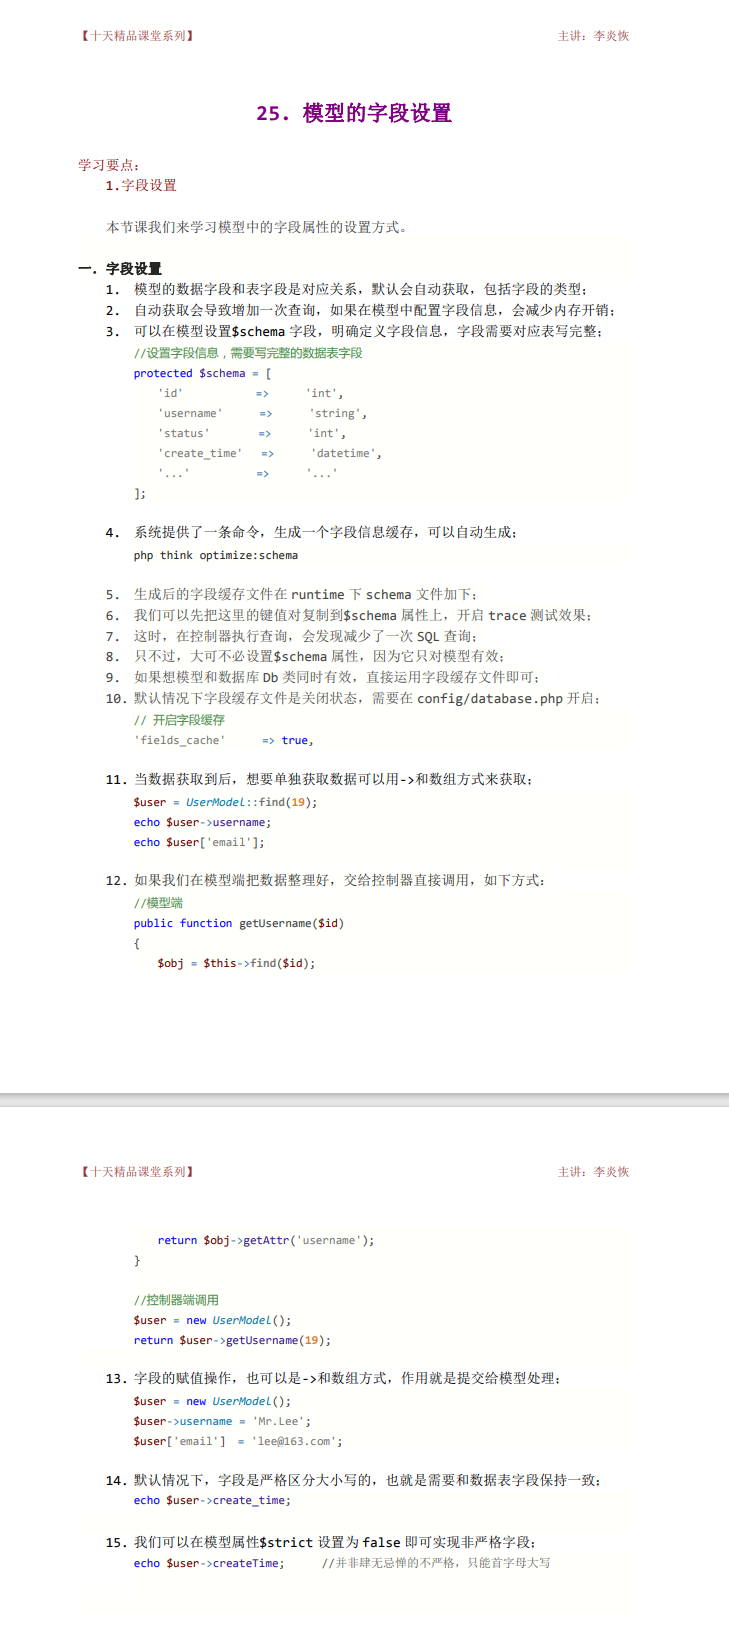 【十天精品课堂系列】 主讲：李炎恢
25．模型的字段设置
学习要点：
1.字段设置
本节课我们来学习模型中的字段属性的设置方式。
一．字段设置
1. 模型的数据字段和表字段是对应关系，默认会自动获取，包括字段的类型；
2. 自动获取会导致增加一次查询，如果在模型中配置字段信息，会减少内存开销；
3. 可以在模型设置$schema 字段，明确定义字段信息，字段需要对应表写完整；
//设置字段信息，需要写完整的数据表字段
protected $schema = [
'id' => 'int',
'username' => 'string',
'status' => 'int',
'create_time' => 'datetime',
'...' => '...'
];
4. 系统提供了一条命令，生成一个字段信息缓存，可以自动生成；
php think optimize:schema
5. 生成后的字段缓存文件在 runtime 下 schema 文件加下；
6. 我们可以先把这里的键值对复制到$schema 属性上，开启 trace 测试效果；
7. 这时，在控制器执行查询，会发现减少了一次 SQL 查询；
8. 只不过，大可不必设置$schema 属性，因为它只对模型有效；
9. 如果想模型和数据库 Db 类同时有效，直接运用字段缓存文件即可；
10. 默认情况下字段缓存文件是关闭状态，需要在 config/database.php 开启；
// 开启字段缓存
'fields_cache' => true,
11. 当数据获取到后，想要单独获取数据可以用->和数组方式来获取；
$user = UserModel::find(19);
echo $user->username;
echo $user['email'];
12. 如果我们在模型端把数据整理好，交给控制器直接调用，如下方式：
//模型端
public function getUsername($id)
{
$obj = $this->find($id);
【十天精品课堂系列】 主讲：李炎恢
return $obj->getAttr('username');
}
//控制器端调用
$user = new UserModel();
return $user->getUsername(19);
13. 字段的赋值操作，也可以是->和数组方式，作用就是提交给模型处理；
$user = new UserModel();
$user->username = 'Mr.Lee';
$user['email'] = 'lee@163.com';
14. 默认情况下，字段是严格区分大小写的，也就是需要和数据表字段保持一致；
echo $user->create_time;
15. 我们可以在模型属性$strict 设置为 false 即可实现非严格字段；
echo $user->createTime; //并非肆无忌惮的不严格，只能首字母大写